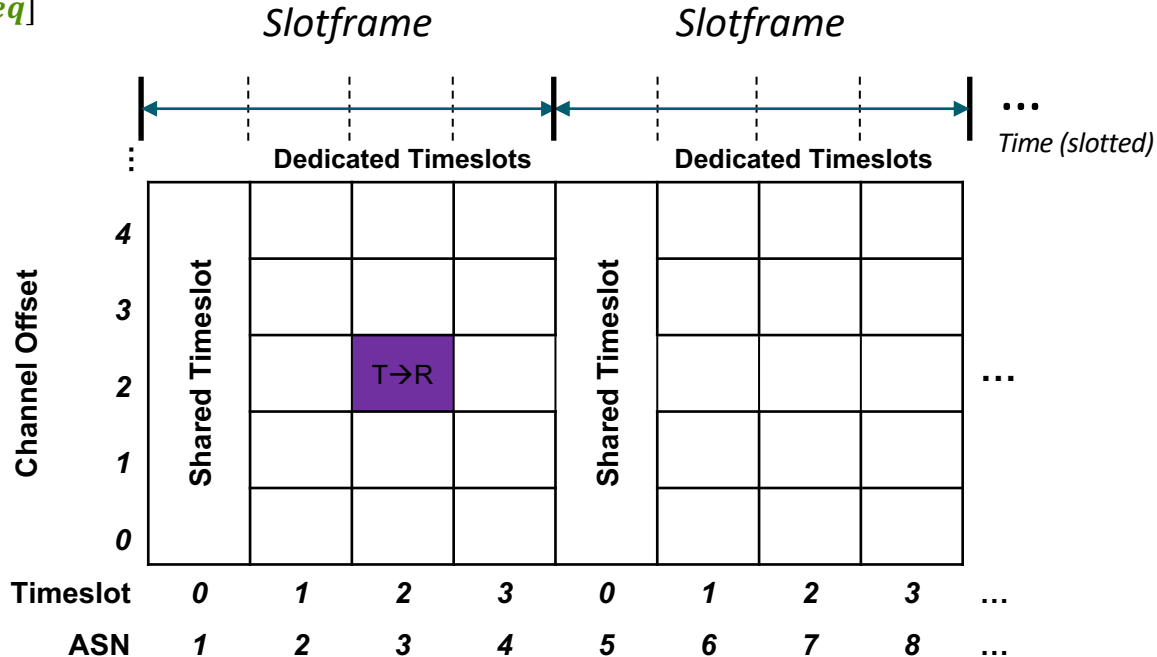 eq]
Slotframe Slotframe
...
Time (slotted)
⋮ Dedicated Timeslots Dedicated Timeslots
Channel Offset
4
3
2
1
0
Shared Timeslot
T→R
Shared Timeslot
...
Timeslot 0 1 2 3 0 1 2 3 ...
ASN 1 2 3 4 5 6 7 8 ...